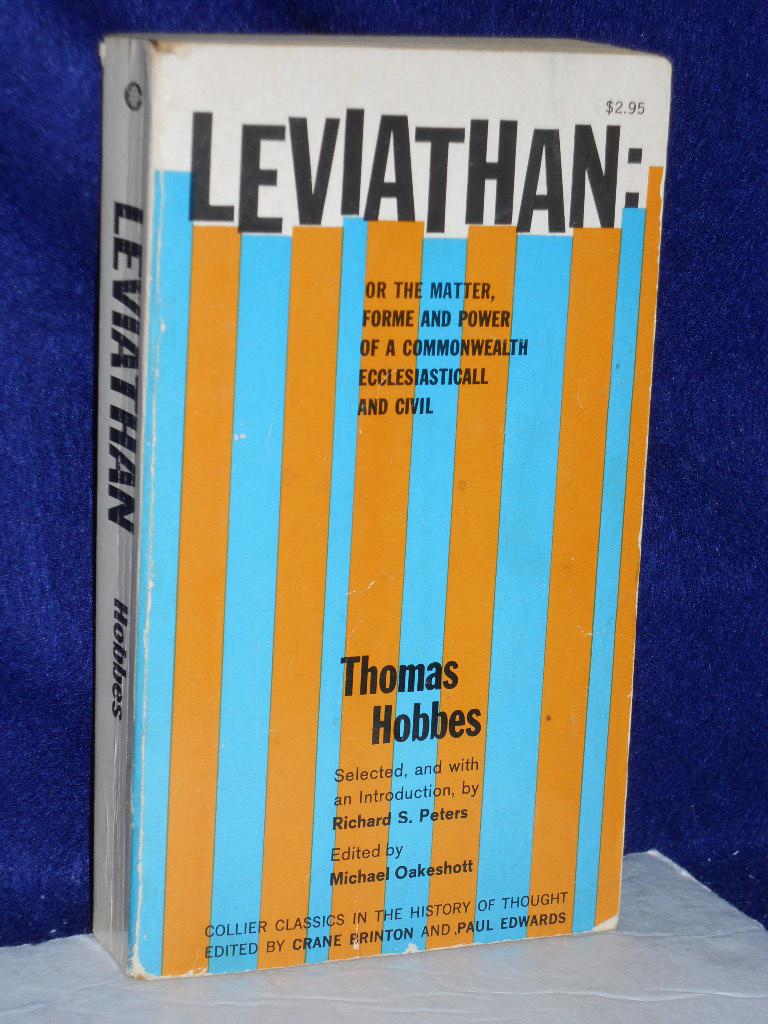 $2.95
LEVIATHAN:
OR THE MATTER,
FORME AND POWER
OF A COMMONWEALTH
ECCLESIASTICALL
AND CIVIL
Thomas
Hobbes
Selected, and with
an Introduction, by
Richard S. Peters
Edited by
Michael Oakeshott
COLLIER CLASSICS IN THE HISTORY OF THOUGHT
EDITED BY CRANE BRINTON AND PAUL EDWARDS
LEVIATHAN Hobbes